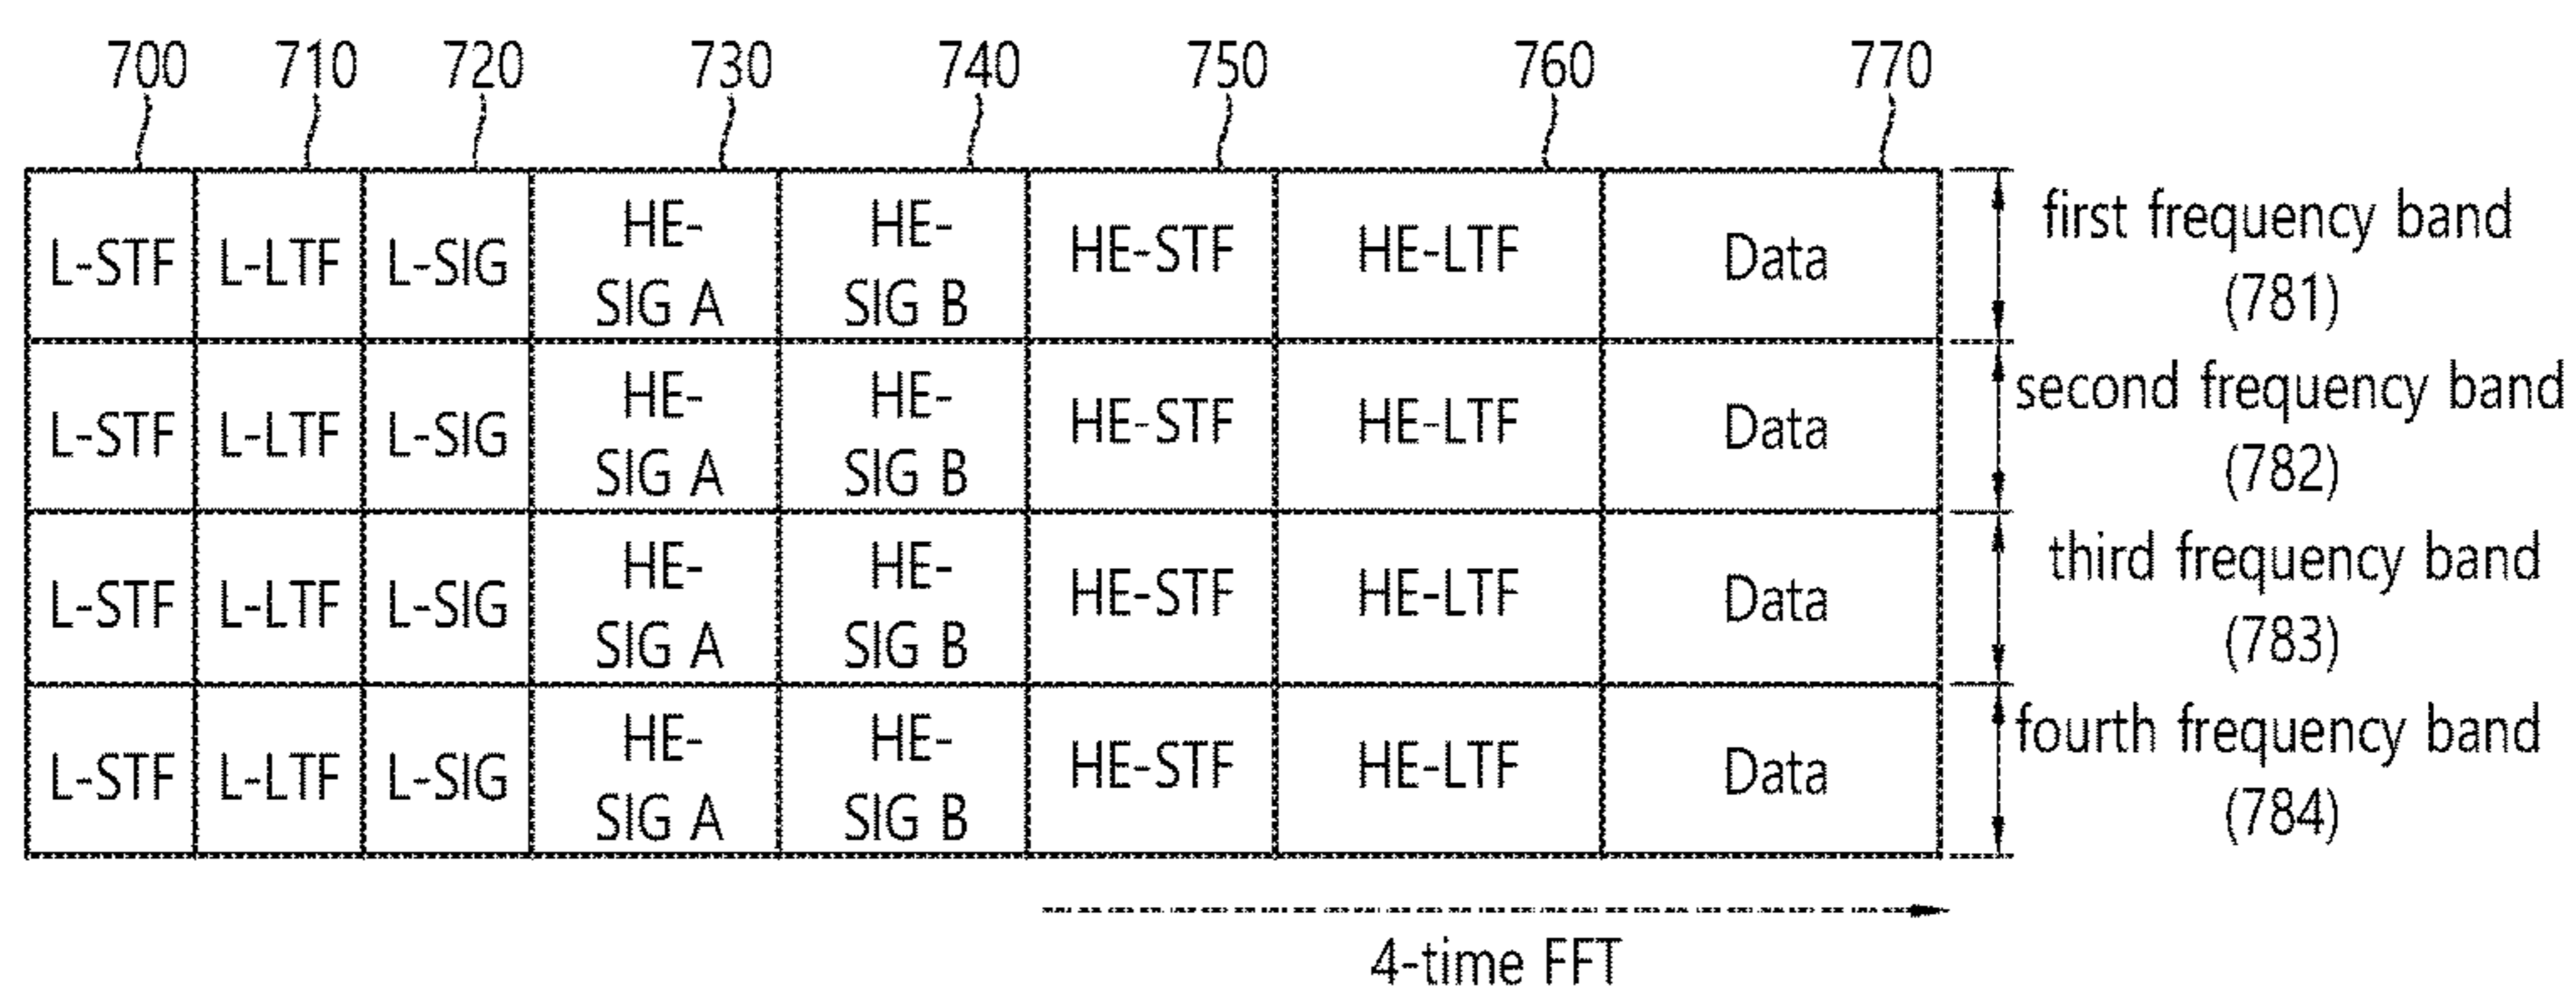 700 710 720 730 740 750 760 770
L-STF L-LTF L-SIG HE-SIG A HE-SIG B HE-STF HE-LTF Data first frequency band (781)
L-STF L-LTF L-SIG HE-SIG A HE-SIG B HE-STF HE-LTF Data second frequency band (782)
L-STF L-LTF L-SIG HE-SIG A HE-SIG B HE-STF HE-LTF Data third frequency band (783)
L-STF L-LTF L-SIG HE-SIG A HE-SIG B HE-STF HE-LTF Data fourth frequency band (784)
4-time FFT